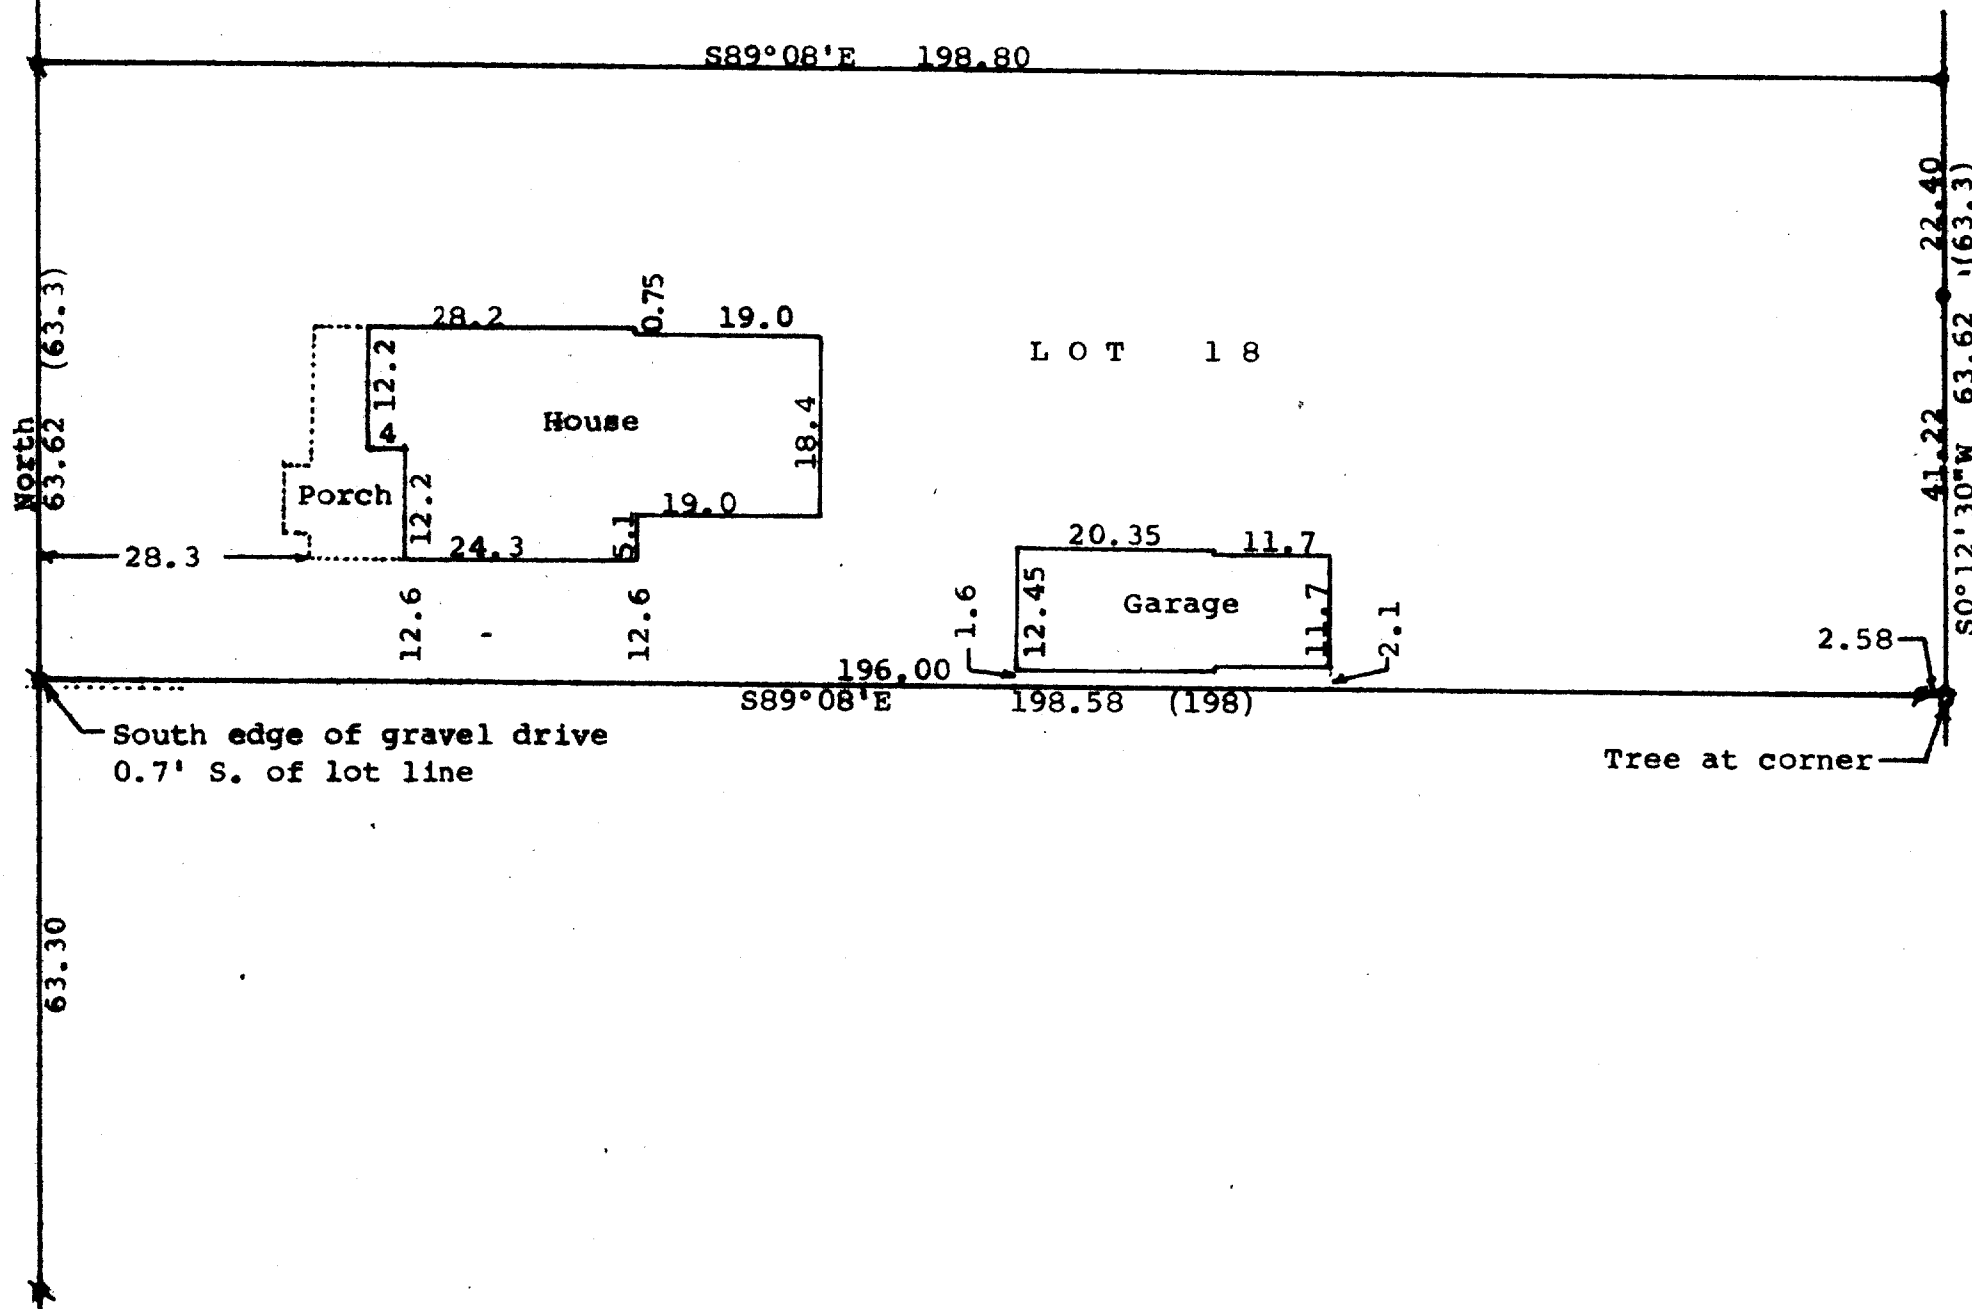 S89°08'E 198.80
22.40
S0°12'30"W 63.62 (63.3)
41.22
North
63.62 (63.3)
28.2
0.75
19.0
LOT 18
12.2
4
House
18.4
Porch
12.2
19.0
24.3
5.1
28.3
12.6
12.6
20.35
11.7
1.6
12.45
Garage
11.7
2.1
2.58
196.00
S89°08'E 198.58 (198)
South edge of gravel drive
0.7' S. of lot line
Tree at corner
63.30